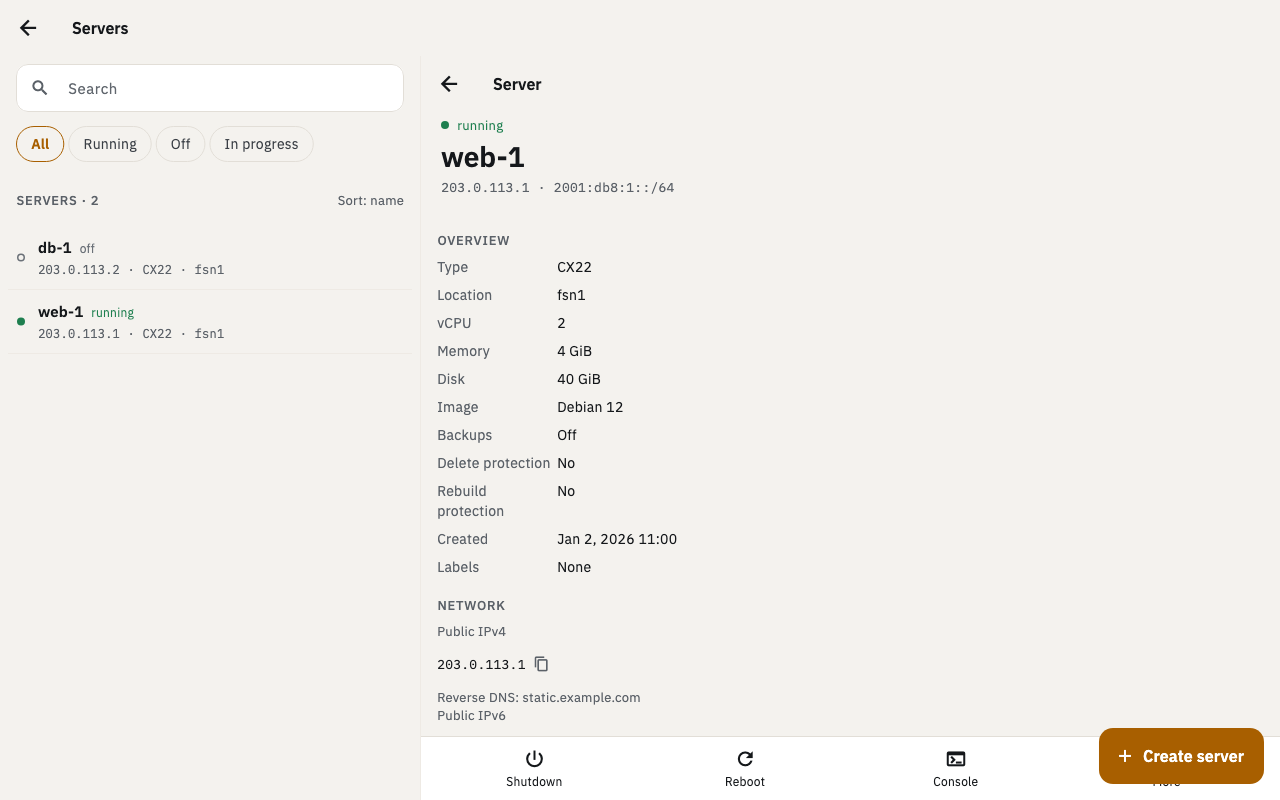 Servers
Search
All
Running
Off
In progress
SERVERS · 2
Sort: name
db-1 off
203.0.113.2 · CX22 · fsn1
web-1 running
203.0.113.1 · CX22 · fsn1
Server
running
web-1
203.0.113.1 · 2001:db8:1::/64
OVERVIEW
Type CX22
Location fsn1
vCPU 2
Memory 4 GiB
Disk 40 GiB
Image Debian 12
Backups Off
Delete protection No
Rebuild No
protection
Created Jan 2, 2026 11:00
Labels None
NETWORK
Public IPv4
203.0.113.1
Reverse DNS: static.example.com
Public IPv6
Shutdown
Reboot
Console
+ Create server